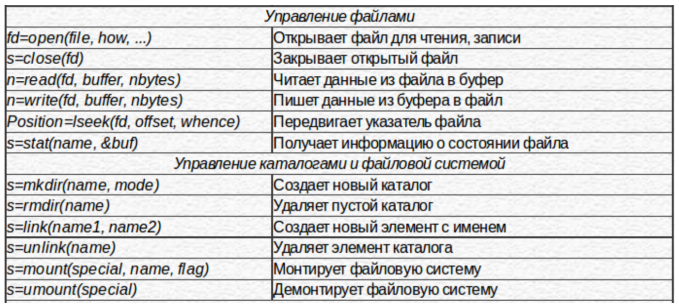 Управление файлами
fd=open(file, how, ...) Открывает файл для чтения, записи
s=close(fd) Закрывает открытый файл
n=read(fd, buffer, nbytes) Читает данные из файла в буфер
n=write(fd, buffer, nbytes) Пишет данные из буфера в файл
Position=lseek(fd, offset, whence) Передвигает указатель файла
s=stat(name, &buf) Получает информацию о состоянии файла
Управление каталогами и файловой системой
s=mkdir(name, mode) Создает новый каталог
s=rmdir(name) Удаляет пустой каталог
s=link(name1, name2) Создает новый элемент с именем
s=unlink(name) Удаляет элемент каталога
s=mount(special, name, flag) Монтирует файловую систему
s=umount(special) Демонтирует файловую систему